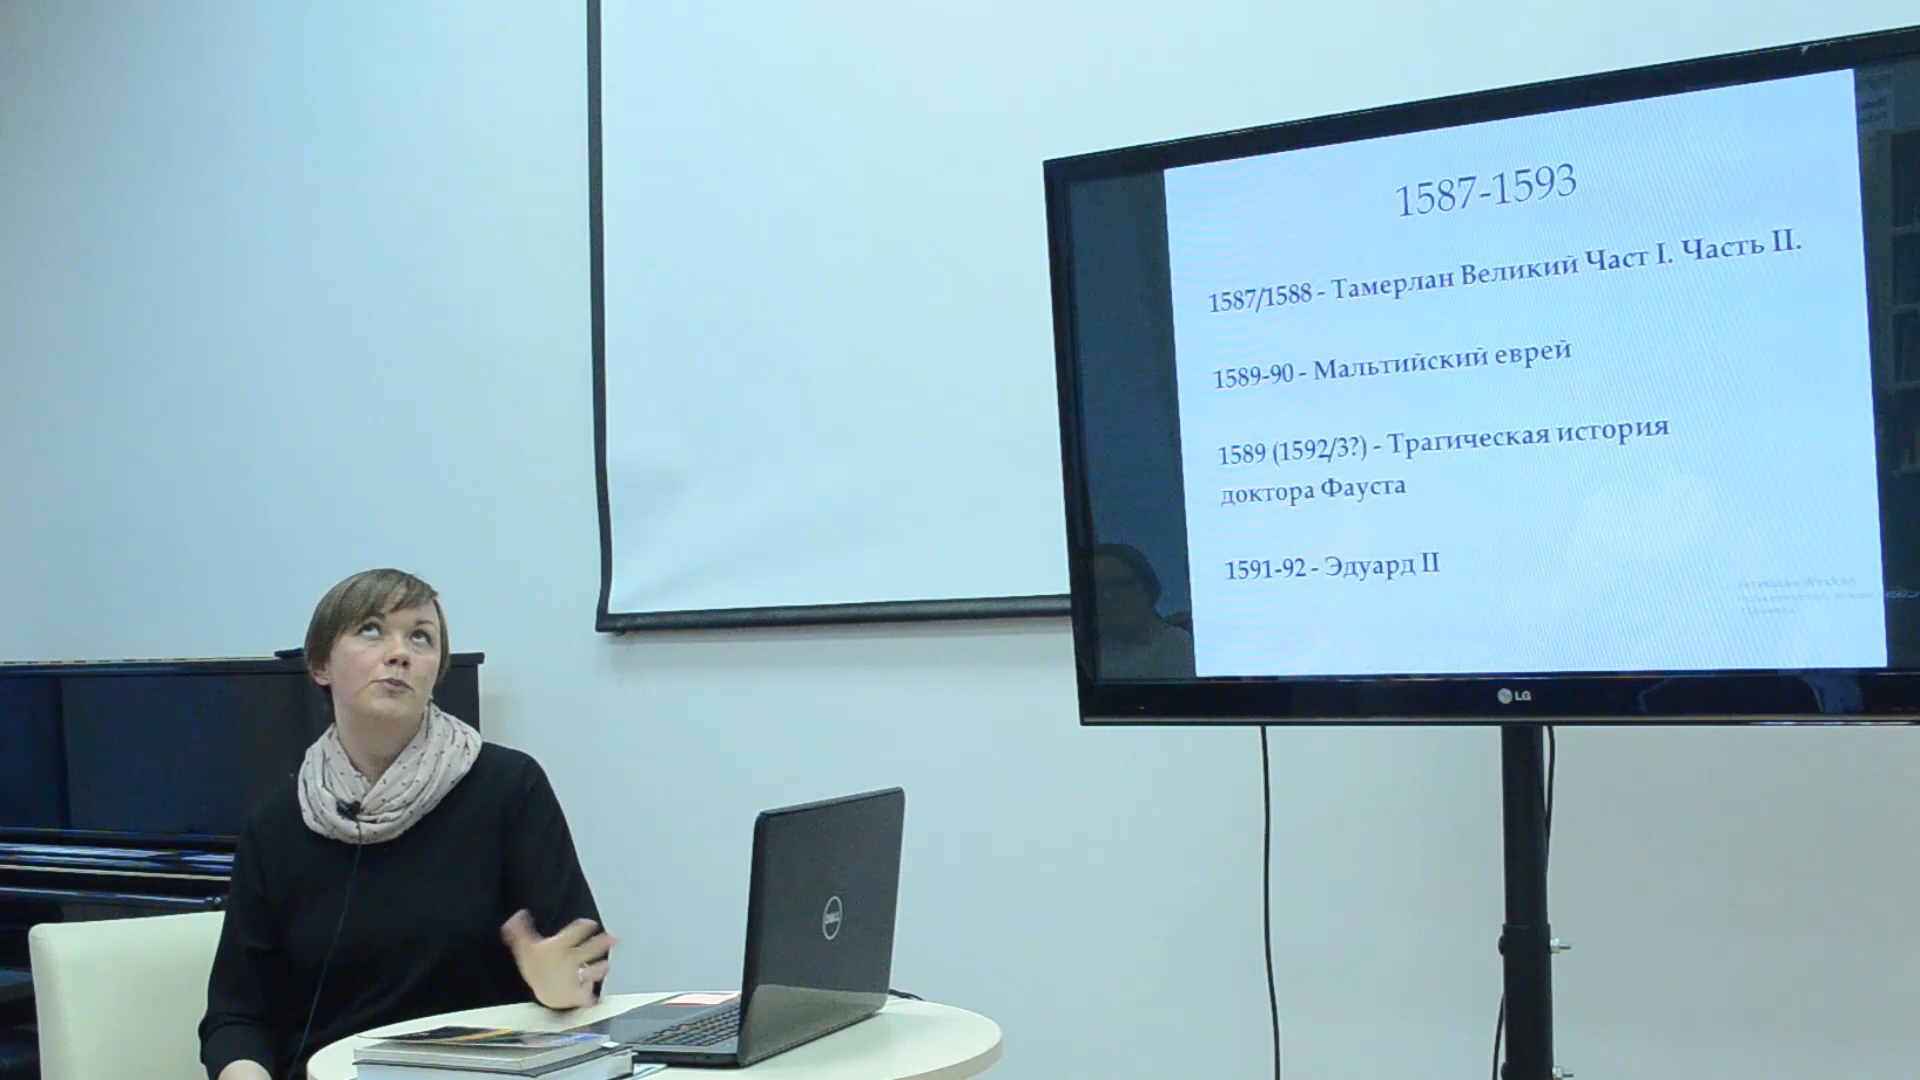 1587-1593
1587/1588 - Тамерлан Великий Част I. Часть II.
1589-90 - Мальтийский еврей
1589 (1592/3?) - Трагическая история
доктора Фауста
1591-92 - Эдуард II
LG
DELL